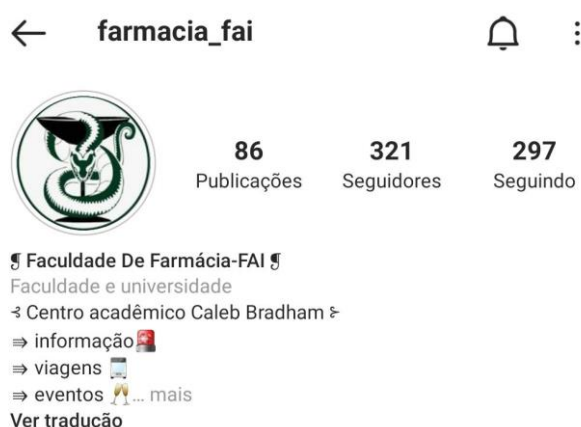 farmacia_fai
86 321 297
Publicações Seguidores Seguindo
❡ Faculdade De Farmácia-FAI ❡
Faculdade e universidade
⊰ Centro acadêmico Caleb Bradham ⊱
⇛ informação🚨
⇛ viagens 🚍
⇛ eventos 🥂... mais
Ver tradução